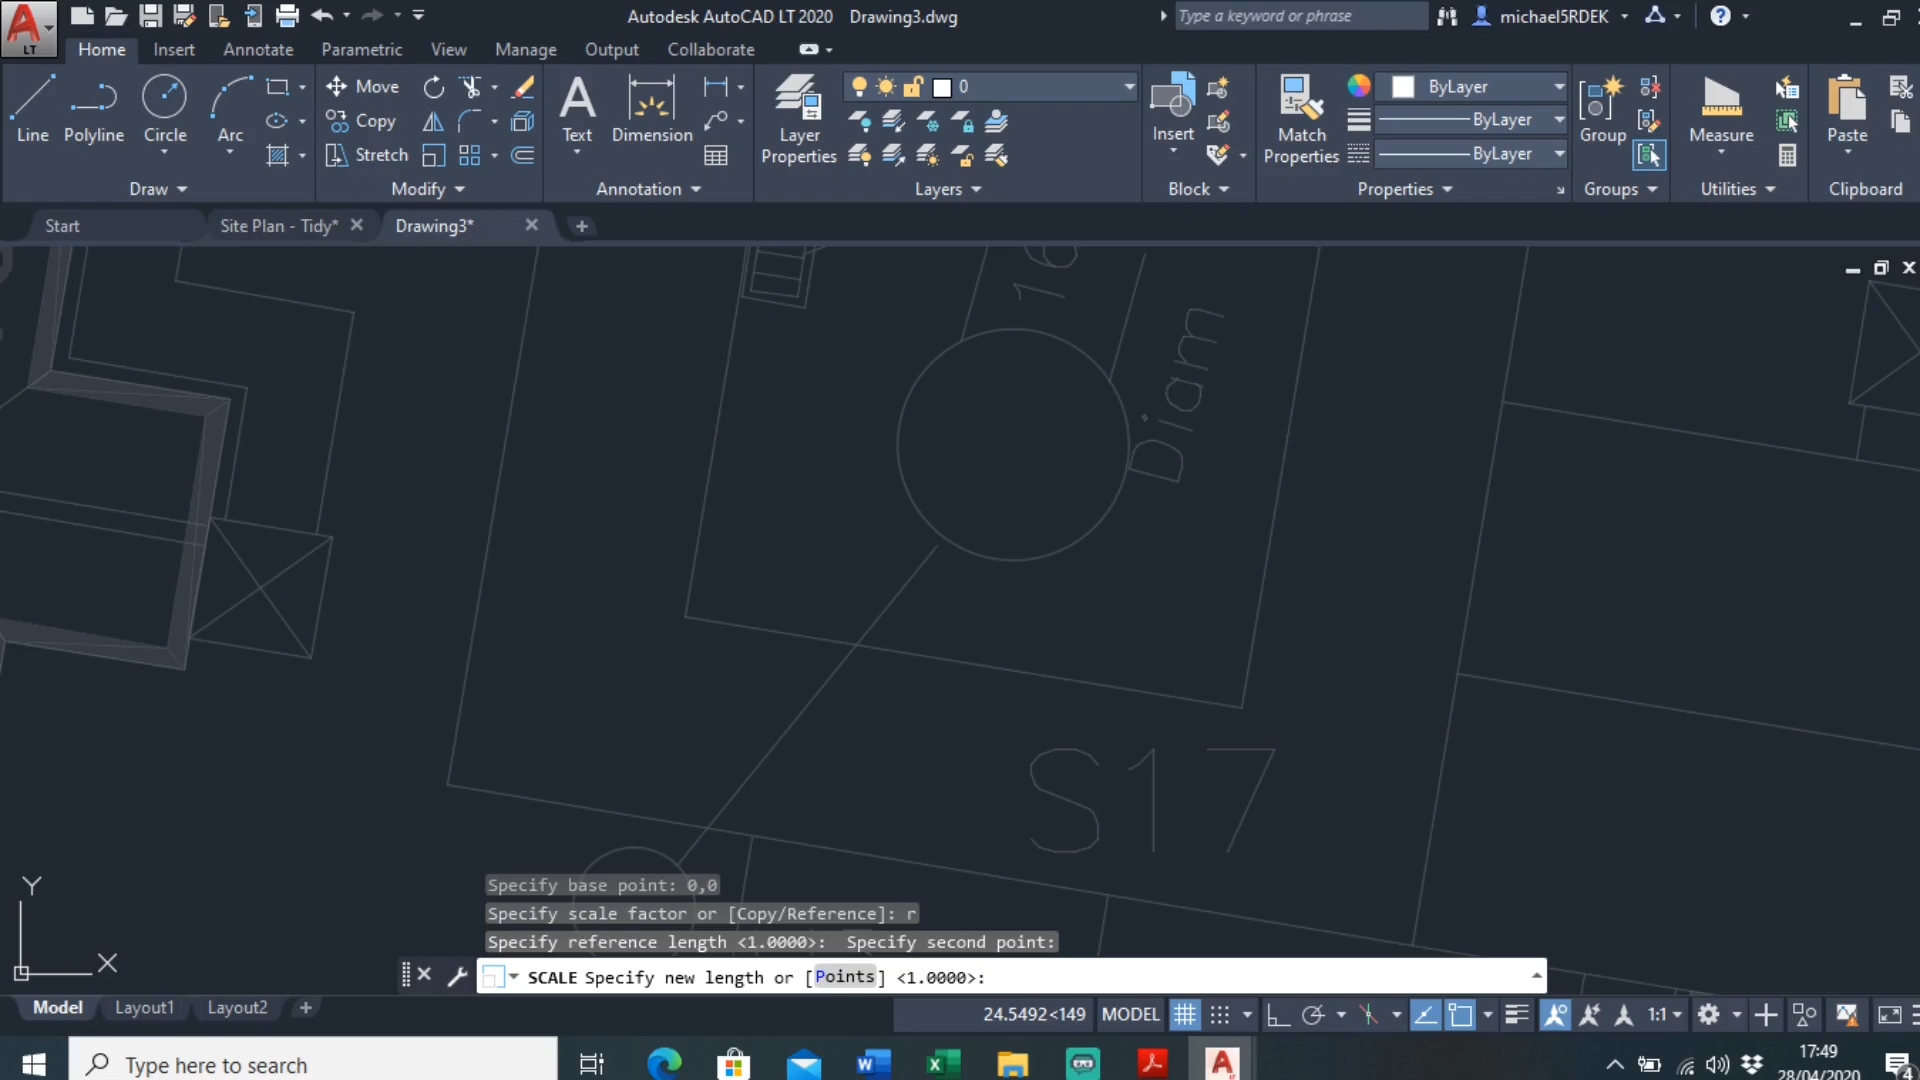 Autodesk AutoCAD LT 2020 Drawing3.dwg
Type a keyword or phrase
michael5RDEK
LT
Home Insert Annotate Parametric View Manage Output Collaborate
Line Polyline Circle Arc
Move
Copy
Stretch
Text Dimension
Layer Properties
0
Insert
Match Properties
ByLayer
ByLayer
ByLayer
Group
Measure
Paste
Draw Modify Annotation Layers Block Properties Groups Utilities Clipboard
Start Site Plan - Tidy* Drawing3*
Diam
S17
Y
X
Specify base point: 0,0
Specify scale factor or [Copy/Reference]: r
Specify reference length <1.0000>: Specify second point:
SCALE Specify new length or [Points] <1.0000>:
Model Layout1 Layout2
24.5492<149 MODEL 1:1
Type here to search
17:49
28/04/2020
4